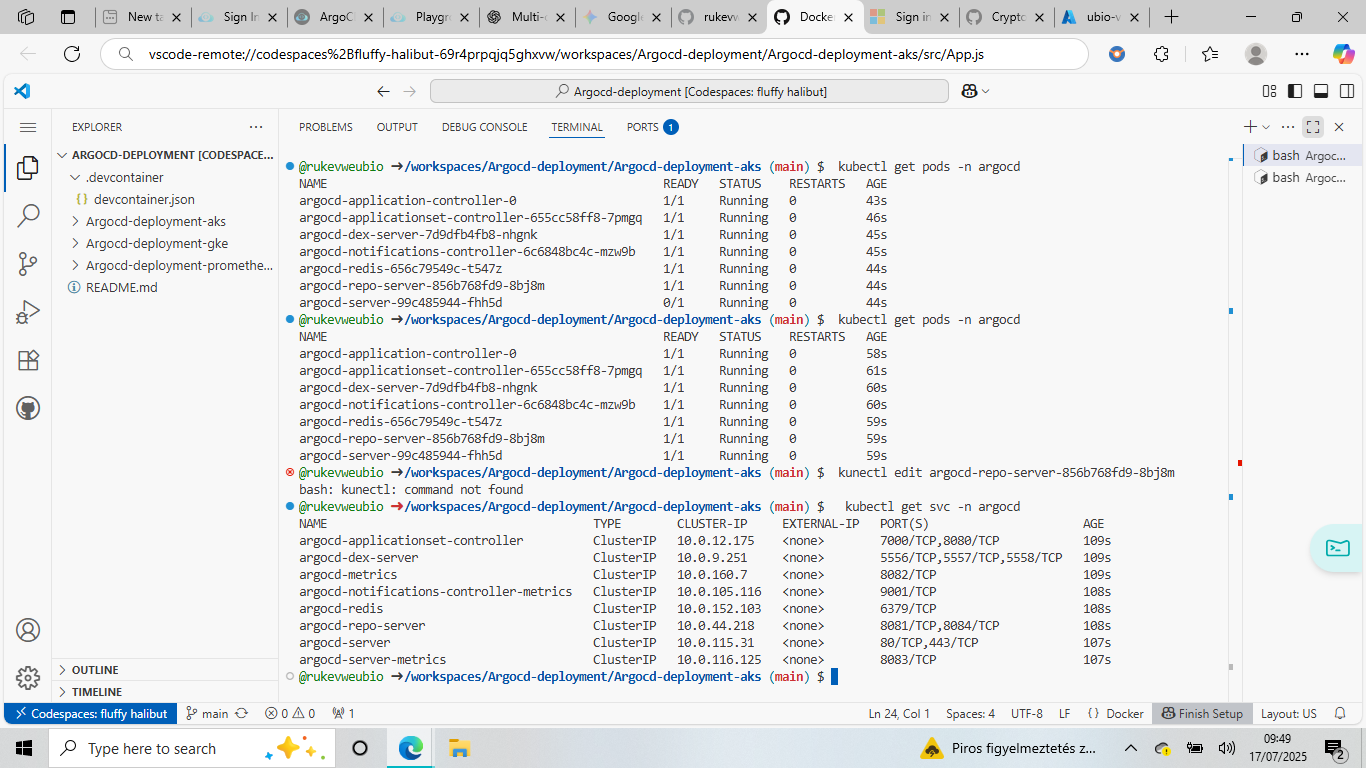 New ta
Sign In
ArgoCl
Playgr
Multi-c
Google
rukevw
Docke
Sign in
Crypto
ubio-v
vscode-remote://codespaces%2Bfluffy-halibut-69r4prpqjq5ghxvw/workspaces/Argocd-deployment/Argocd-deployment-aks/src/App.js
Argocd-deployment [Codespaces: fluffy halibut]
EXPLORER
ARGOCD-DEPLOYMENT [CODESPACE...
.devcontainer
{} devcontainer.json
Argocd-deployment-aks
Argocd-deployment-gke
Argocd-deployment-promethe...
README.md
OUTLINE
TIMELINE
PROBLEMS OUTPUT DEBUG CONSOLE TERMINAL PORTS 1
@rukevweubio ➜/workspaces/Argocd-deployment/Argocd-deployment-aks (main) $ kubectl get pods -n argocd
NAME READY STATUS RESTARTS AGE
argocd-application-controller-0 1/1 Running 0 43s
argocd-applicationset-controller-655cc58ff8-7pmgq 1/1 Running 0 46s
argocd-dex-server-7d9dfb4fb8-nhgnk 1/1 Running 0 45s
argocd-notifications-controller-6c6848bc4c-mzw9b 1/1 Running 0 45s
argocd-redis-656c79549c-t547z 1/1 Running 0 44s
argocd-repo-server-856b768fd9-8bj8m 1/1 Running 0 44s
argocd-server-99c485944-fhh5d 0/1 Running 0 44s
@rukevweubio ➜/workspaces/Argocd-deployment/Argocd-deployment-aks (main) $ kubectl get pods -n argocd
NAME READY STATUS RESTARTS AGE
argocd-application-controller-0 1/1 Running 0 58s
argocd-applicationset-controller-655cc58ff8-7pmgq 1/1 Running 0 61s
argocd-dex-server-7d9dfb4fb8-nhgnk 1/1 Running 0 60s
argocd-notifications-controller-6c6848bc4c-mzw9b 1/1 Running 0 60s
argocd-redis-656c79549c-t547z 1/1 Running 0 59s
argocd-repo-server-856b768fd9-8bj8m 1/1 Running 0 59s
argocd-server-99c485944-fhh5d 1/1 Running 0 59s
@rukevweubio ➜/workspaces/Argocd-deployment/Argocd-deployment-aks (main) $ kunectl edit argocd-repo-server-856b768fd9-8bj8m
bash: kunectl: command not found
@rukevweubio ➜/workspaces/Argocd-deployment/Argocd-deployment-aks (main) $ kubectl get svc -n argocd
NAME TYPE CLUSTER-IP EXTERNAL-IP PORT(S) AGE
argocd-applicationset-controller ClusterIP 10.0.12.175 <none> 7000/TCP,8080/TCP 109s
argocd-dex-server ClusterIP 10.0.9.251 <none> 5556/TCP,5557/TCP,5558/TCP 109s
argocd-metrics ClusterIP 10.0.160.7 <none> 8082/TCP 109s
argocd-notifications-controller-metrics ClusterIP 10.0.105.116 <none> 9001/TCP 108s
argocd-redis ClusterIP 10.0.152.103 <none> 6379/TCP 108s
argocd-repo-server ClusterIP 10.0.44.218 <none> 8081/TCP,8084/TCP 108s
argocd-server ClusterIP 10.0.115.31 <none> 80/TCP,443/TCP 107s
argocd-server-metrics ClusterIP 10.0.116.125 <none> 8083/TCP 107s
@rukevweubio ➜/workspaces/Argocd-deployment/Argocd-deployment-aks (main) $
bash Argoc...
bash Argoc...
Codespaces: fluffy halibut main 0 0 1 Ln 24, Col 1 Spaces: 4 UTF-8 LF {} Docker Finish Setup Layout: US
Type here to search
Piros figyelmeztetés z...
09:49
17/07/2025
2